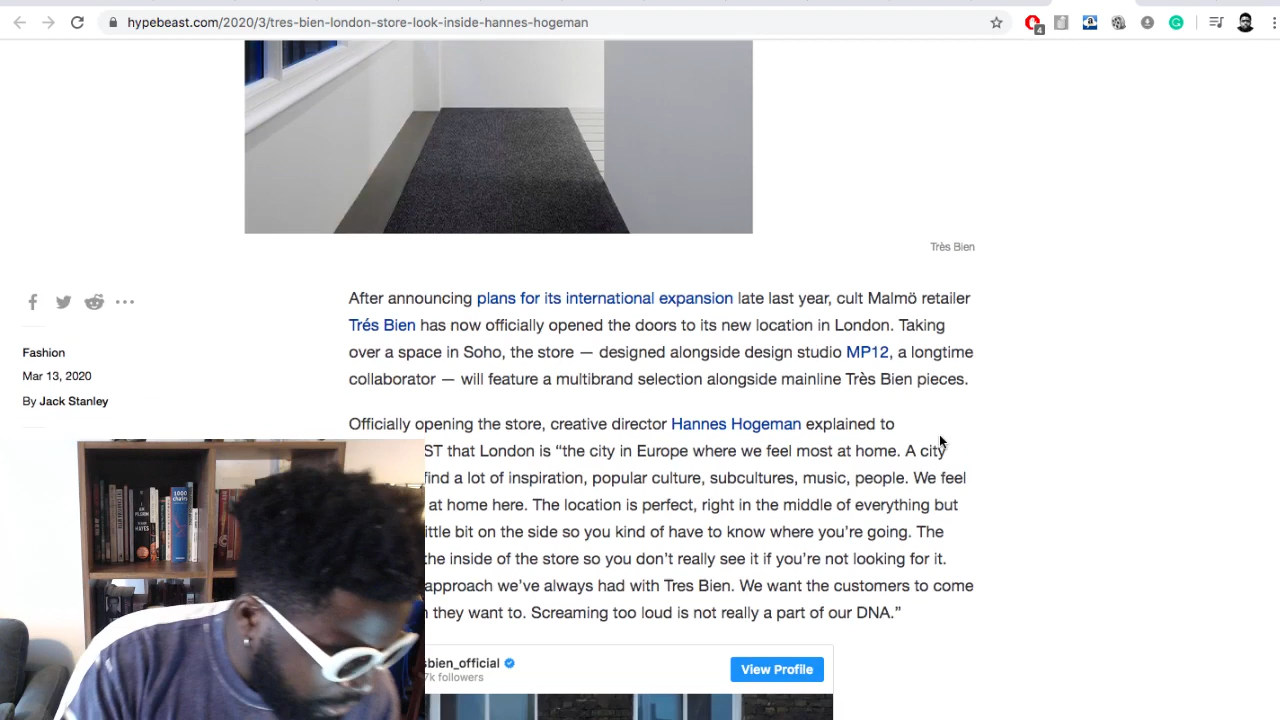 hypebeast.com/2020/3/tres-bien-london-store-look-inside-hannes-hogeman
4
Très Bien
After announcing plans for its international expansion late last year, cult Malmö retailer
Trés Bien has now officially opened the doors to its new location in London. Taking
over a space in Soho, the store — designed alongside design studio MP12, a longtime
collaborator — will feature a multibrand selection alongside mainline Très Bien pieces.
Fashion
Mar 13, 2020
By Jack Stanley
Officially opening the store, creative director Hannes Hogeman explained to
ST that London is “the city in Europe where we feel most at home. A city
find a lot of inspiration, popular culture, subcultures, music, people. We feel
at home here. The location is perfect, right in the middle of everything but
ittle bit on the side so you kind of have to know where you’re going. The
the inside of the store so you don’t really see it if you’re not looking for it.
approach we’ve always had with Tres Bien. We want the customers to come
they want to. Screaming too loud is not really a part of our DNA.”
sbien_official
7k followers
View Profile
1000
chairs
I AM
PILGRIM
TERRY
HAYES